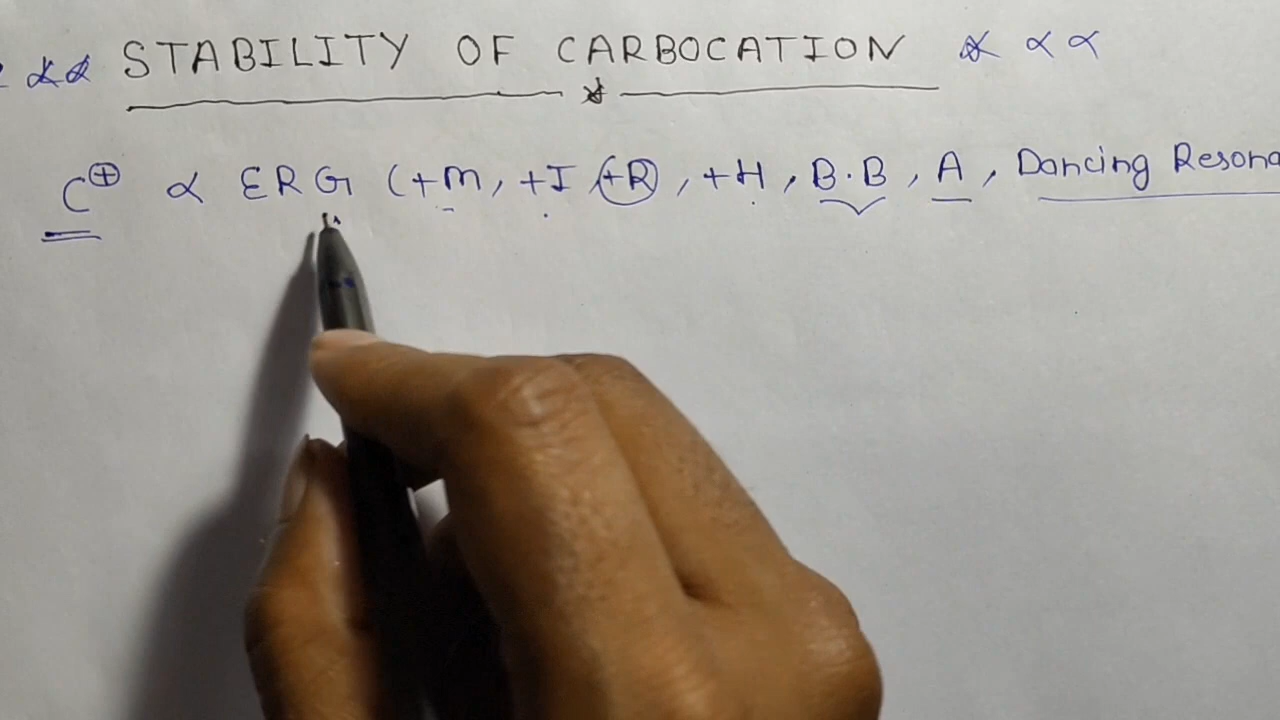 STABILITY OF CARBOCATION
C⊕ ∝ ERG (+m, +I (+R), +H, B.B, A, Dancing Resona